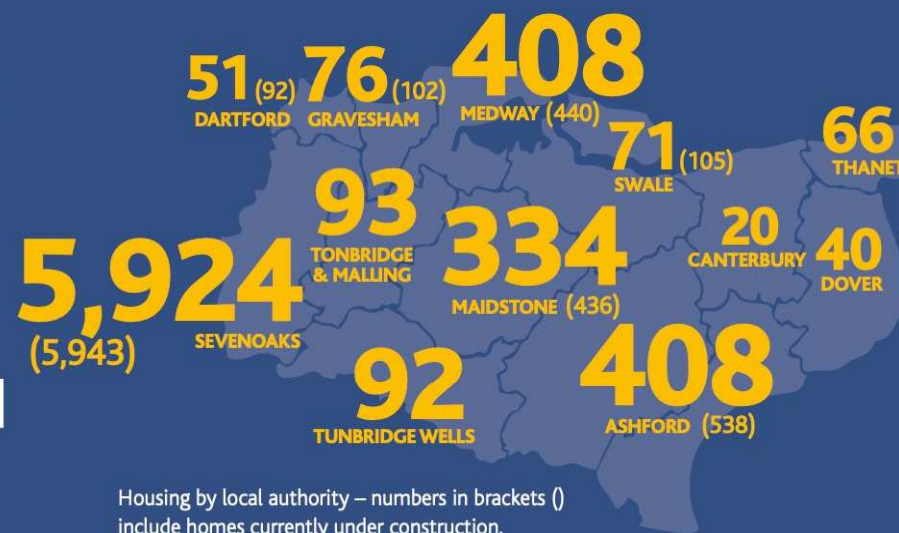 51 (92)
DARTFORD
76 (102)
GRAVESHAM
408
MEDWAY (440)
71 (105)
SWALE
66
THANET
93
TONBRIDGE
& MALLING
334
MAIDSTONE (436)
20
CANTERBURY
40
DOVER
5,924
(5,943)
SEVENOAKS
92
TUNBRIDGE WELLS
408
ASHFORD (538)
Housing by local authority – numbers in brackets ()
include homes currently under construction.